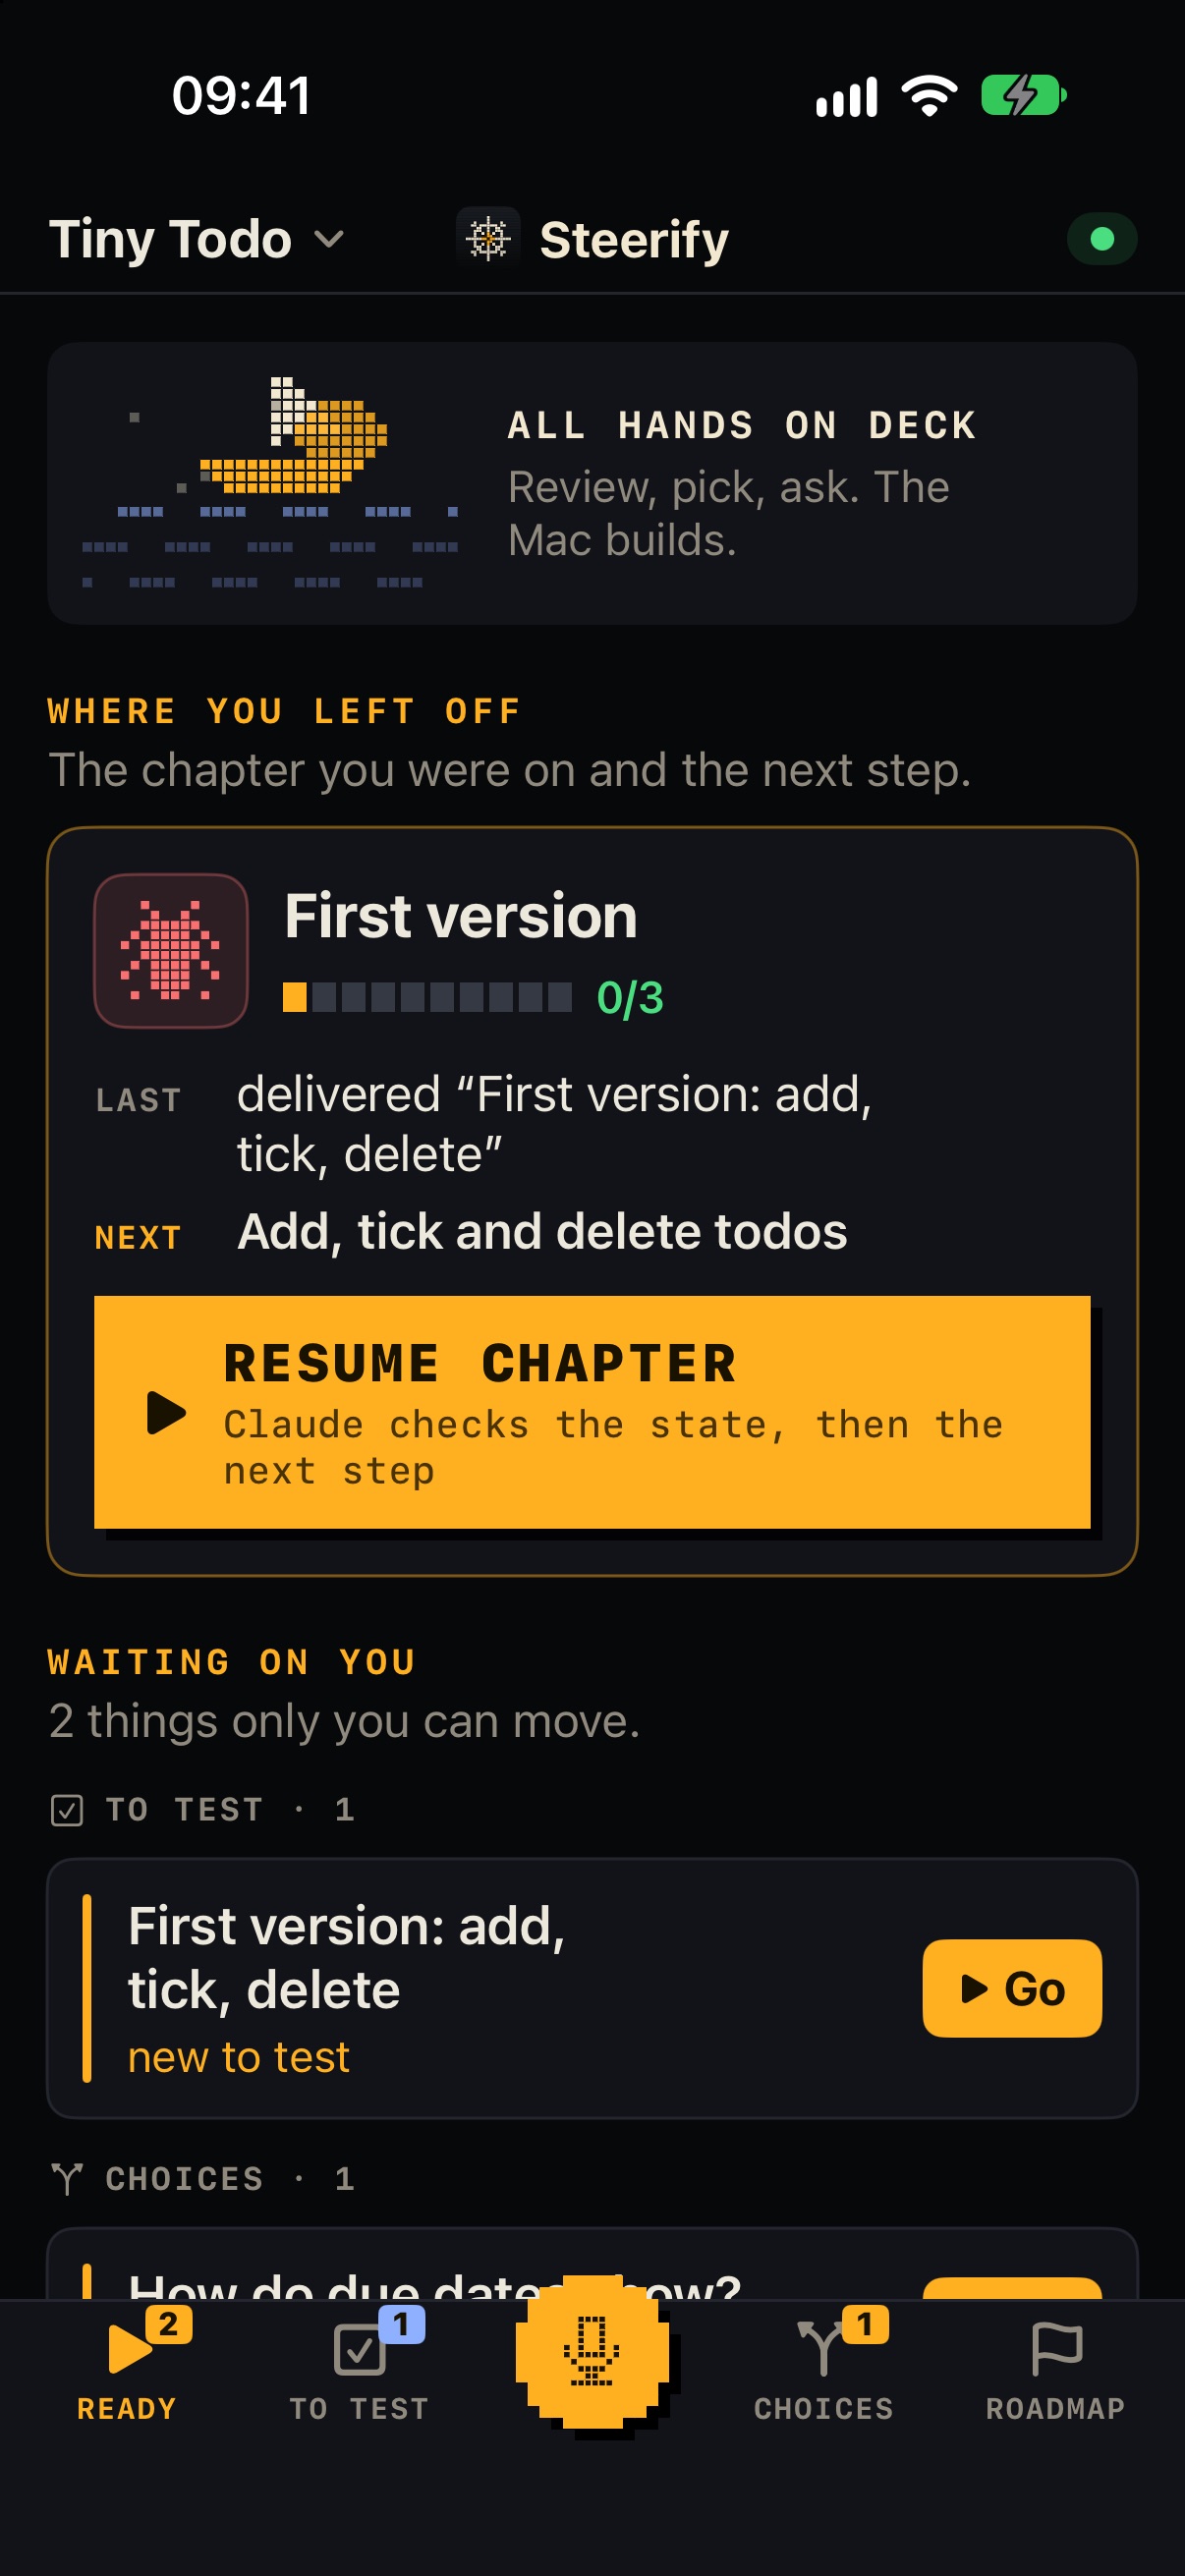 09:41
Tiny Todo
Steerify
ALL HANDS ON DECK
Review, pick, ask. The
Mac builds.
WHERE YOU LEFT OFF
The chapter you were on and the next step.
First version
0/3
LAST
delivered “First version: add,
tick, delete”
NEXT
Add, tick and delete todos
RESUME CHAPTER
Claude checks the state, then the
next step
WAITING ON YOU
2 things only you can move.
TO TEST · 1
First version: add,
tick, delete
new to test
Go
CHOICES · 1
How do due dates
2
1
1
READY
TO TEST
CHOICES
ROADMAP